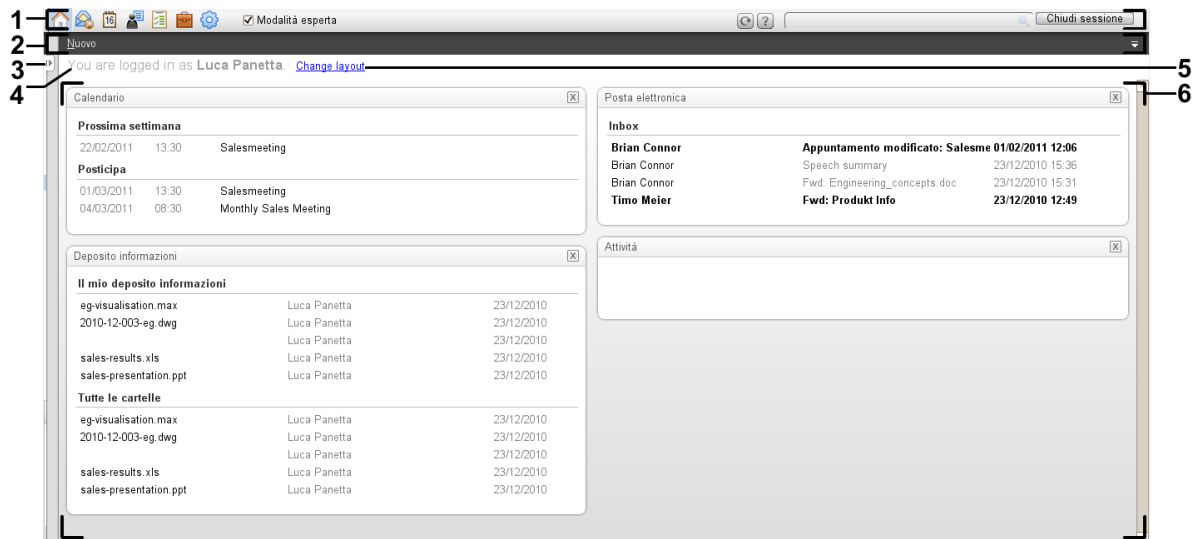 1
16
Modalità esperta
?
Chiudi sessione
2
Nuovo
3
4
You are logged in as Luca Panetta. Change layout
5
6
Calendario X
Prossima settimana
22/02/2011 13:30 Salesmeeting
Posticipa
01/03/2011 13:30 Salesmeeting
04/03/2011 08:30 Monthly Sales Meeting
Deposito informazioni X
Il mio deposito informazioni
eg-visualisation.max Luca Panetta 23/12/2010
2010-12-003-eg.dwg Luca Panetta 23/12/2010
Luca Panetta 23/12/2010
sales-results.xls Luca Panetta 23/12/2010
sales-presentation.ppt Luca Panetta 23/12/2010
Tutte le cartelle
eg-visualisation.max Luca Panetta 23/12/2010
2010-12-003-eg.dwg Luca Panetta 23/12/2010
Luca Panetta 23/12/2010
sales-results.xls Luca Panetta 23/12/2010
sales-presentation.ppt Luca Panetta 23/12/2010
Posta elettronica X
Inbox
Brian Connor Appuntamento modificato: Salesme 01/02/2011 12:06
Brian Connor Speech summary 23/12/2010 15:36
Brian Connor Fwd: Engineering_concepts.doc 23/12/2010 15:31
Timo Meier Fwd: Produkt Info 23/12/2010 12:49
Attività X